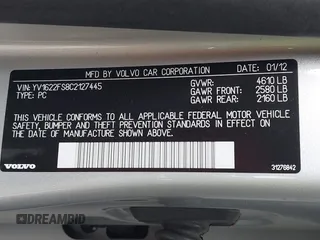 MFD BY VOLVO CAR CORPORATION
DATE: 01/12
VIN: YV1622FS8C2127445
TYPE: PC
GVWR: 4610 LB
GAWR FRONT: 2580 LB
GAWR REAR: 2160 LB
THIS VEHICLE CONFORMS TO ALL APPLICABLE FEDERAL MOTOR VEHICLE
SAFETY, BUMPER AND THEFT PREVENTION STANDARDS IN EFFECT ON THE
DATE OF MANUFACTURE SHOWN ABOVE.
VOLVO
31276842
DREAMBID